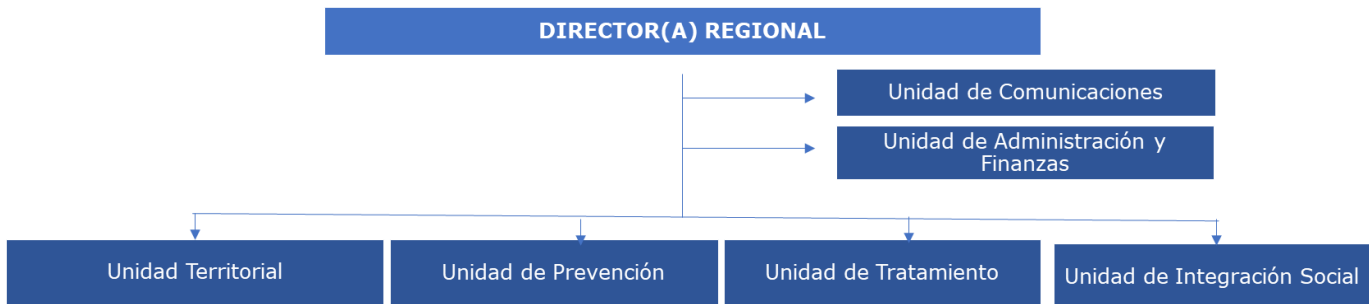 DIRECTOR(A) REGIONAL
Unidad de Comunicaciones
Unidad de Administración y
Finanzas
Unidad Territorial
Unidad de Prevención
Unidad de Tratamiento
Unidad de Integración Social